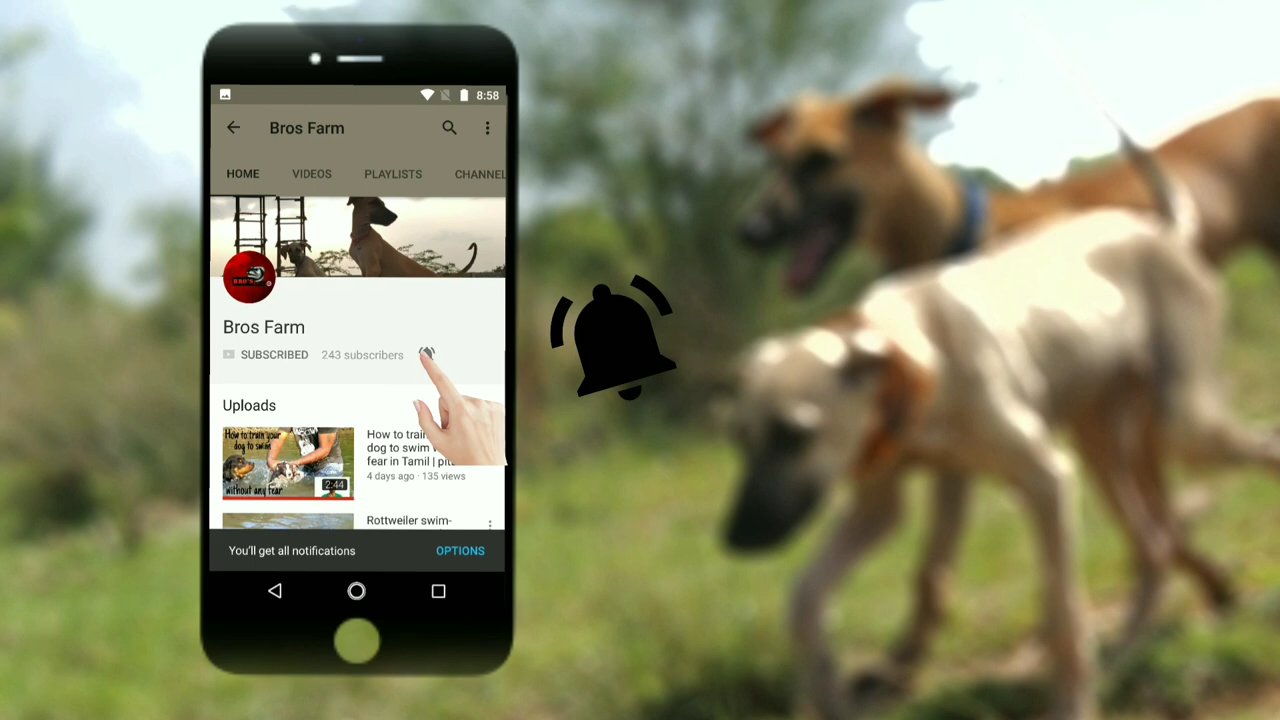 8:58
Bros Farm
HOME VIDEOS PLAYLISTS CHANNEL
BRO'S
Bros Farm
SUBSCRIBED 243 subscribers
Uploads
How to train your
dog to swim
without any fear
2:44
How to train
dog to swim
fear in Tamil | pit
4 days ago · 135 views
Rottweiler swim-
You'll get all notifications OPTIONS